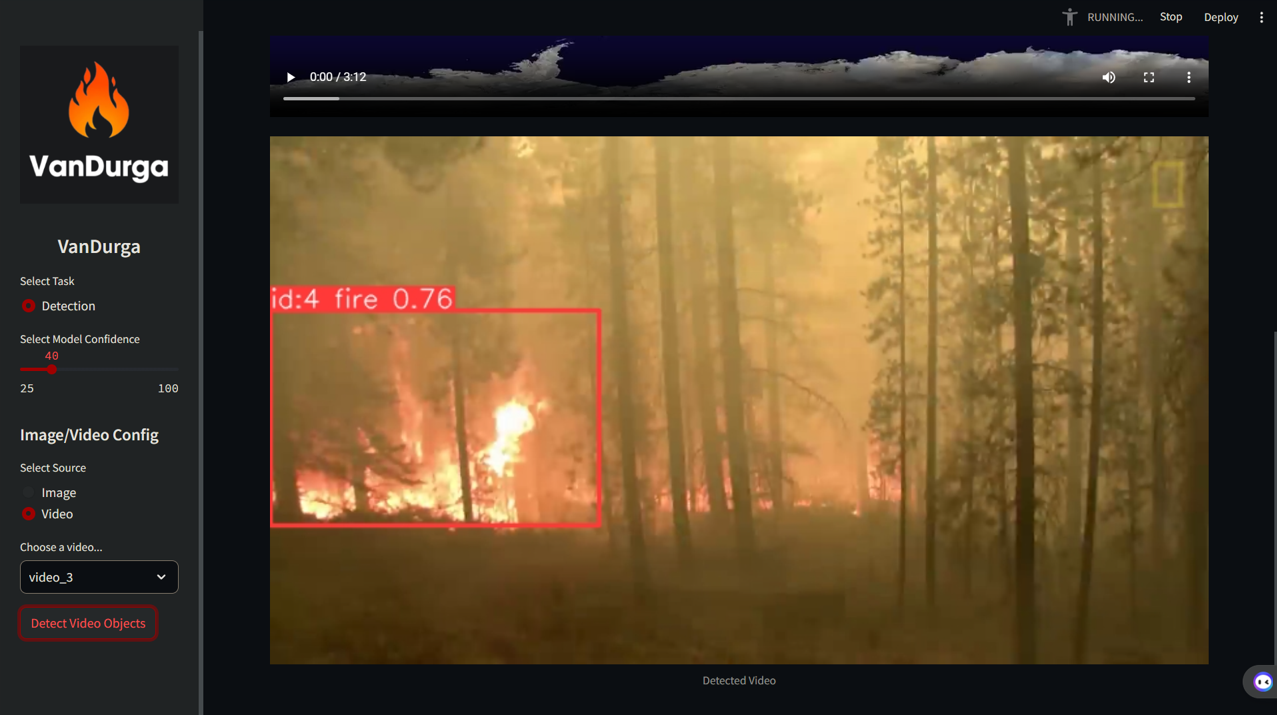 RUNNING...
Stop
Deploy
VanDurga
VanDurga
Select Task
Detection
Select Model Confidence
40
25
100
Image/Video Config
Select Source
Image
Video
Choose a video...
video_3
Detect Video Objects
0:00 / 3:12
id:4 fire 0.76
Detected Video